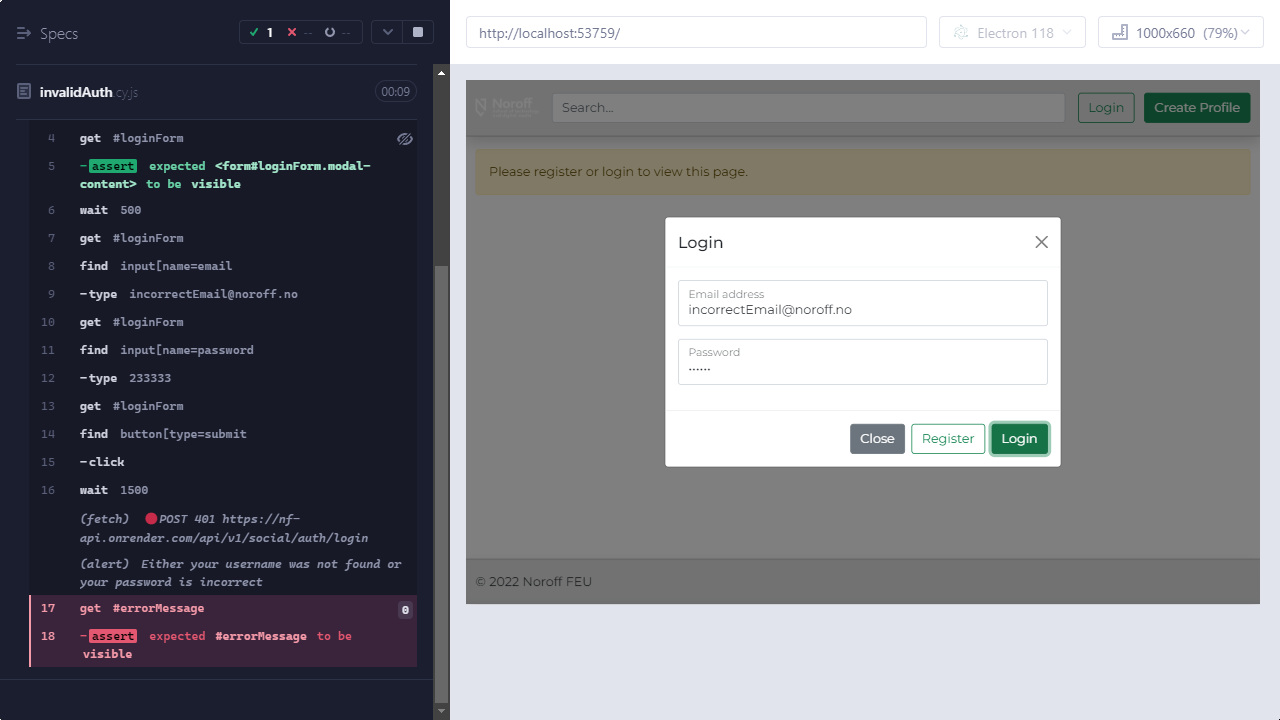 Specs
1
--
--
invalidAuth.cy.js
00:09
4 get #loginForm
5 -assert expected <form#loginForm.modal-
content> to be visible
6 wait 500
7 get #loginForm
8 find input[name=email
9 -type incorrectEmail@noroff.no
10 get #loginForm
11 find input[name=password
12 -type 233333
13 get #loginForm
14 find button[type=submit
15 -click
16 wait 1500
(fetch) POST 401 https://nf-
api.onrender.com/api/v1/social/auth/login
(alert) Either your username was not found or
your password is incorrect
17 get #errorMessage 0
18 -assert expected #errorMessage to be
visible
http://localhost:53759/
Electron 118
1000x660 (79%)
Noroff
Search...
Login
Create Profile
Please register or login to view this page.
Login
Email address
incorrectEmail@noroff.no
Password
······
Close
Register
Login
© 2022 Noroff FEU